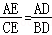 AE/CE = AD/BD